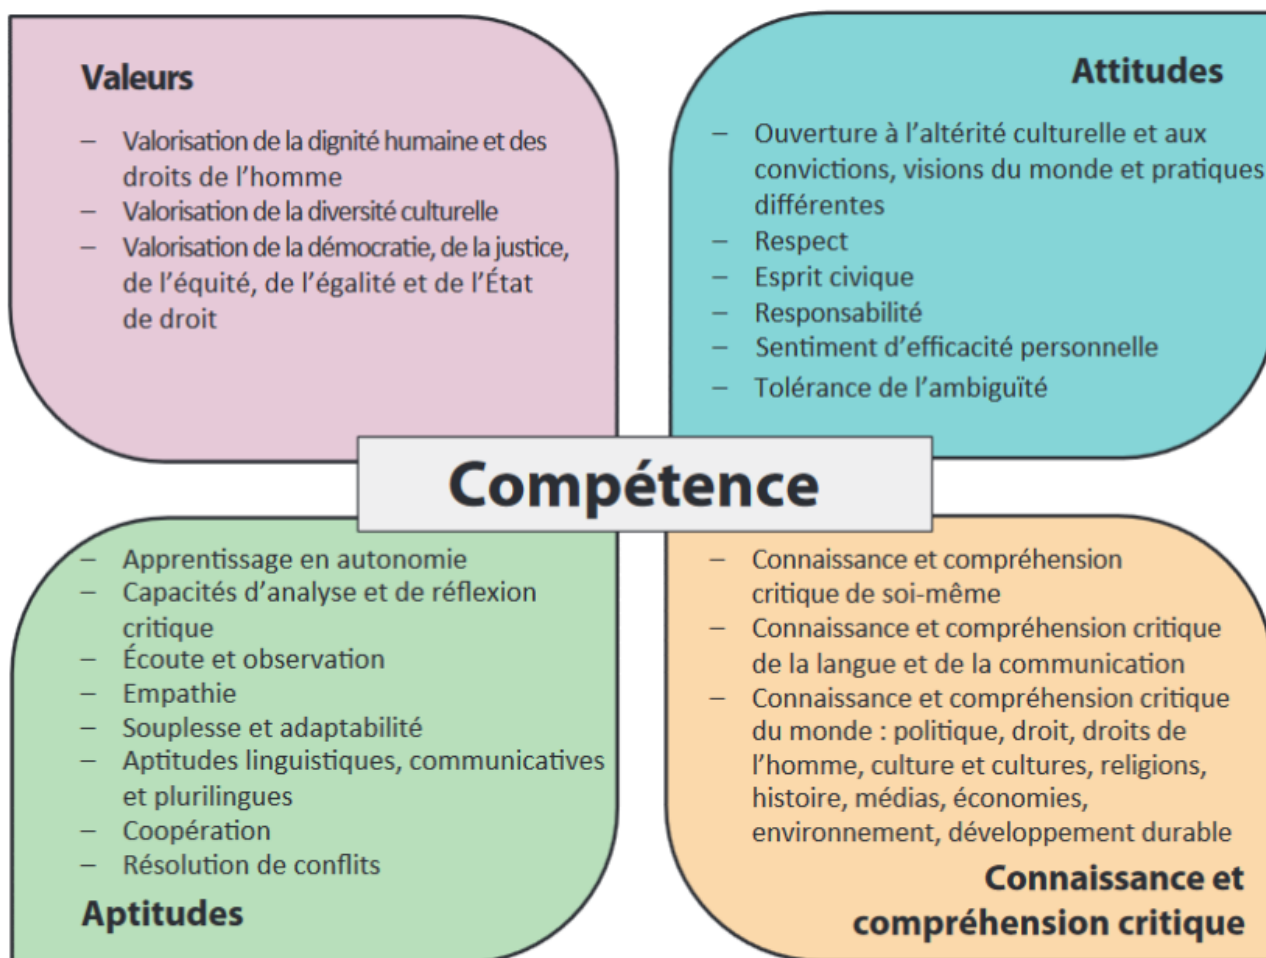 Valeurs
– Valorisation de la dignité humaine et des
droits de l’homme
– Valorisation de la diversité culturelle
– Valorisation de la démocratie, de la justice,
de l’équité, de l’égalité et de l’État
de droit
Attitudes
– Ouverture à l’altérité culturelle et aux
convictions, visions du monde et pratiques
différentes
– Respect
– Esprit civique
– Responsabilité
– Sentiment d’efficacité personnelle
– Tolérance de l’ambiguïté
Compétence
– Apprentissage en autonomie
– Capacités d’analyse et de réflexion
critique
– Écoute et observation
– Empathie
– Souplesse et adaptabilité
– Aptitudes linguistiques, communicatives
et plurilingues
– Coopération
– Résolution de conflits
Aptitudes
– Connaissance et compréhension
critique de soi-même
– Connaissance et compréhension critique
de la langue et de la communication
– Connaissance et compréhension critique
du monde : politique, droit, droits de
l’homme, culture et cultures, religions,
histoire, médias, économies,
environnement, développement durable
Connaissance et
compréhension critique